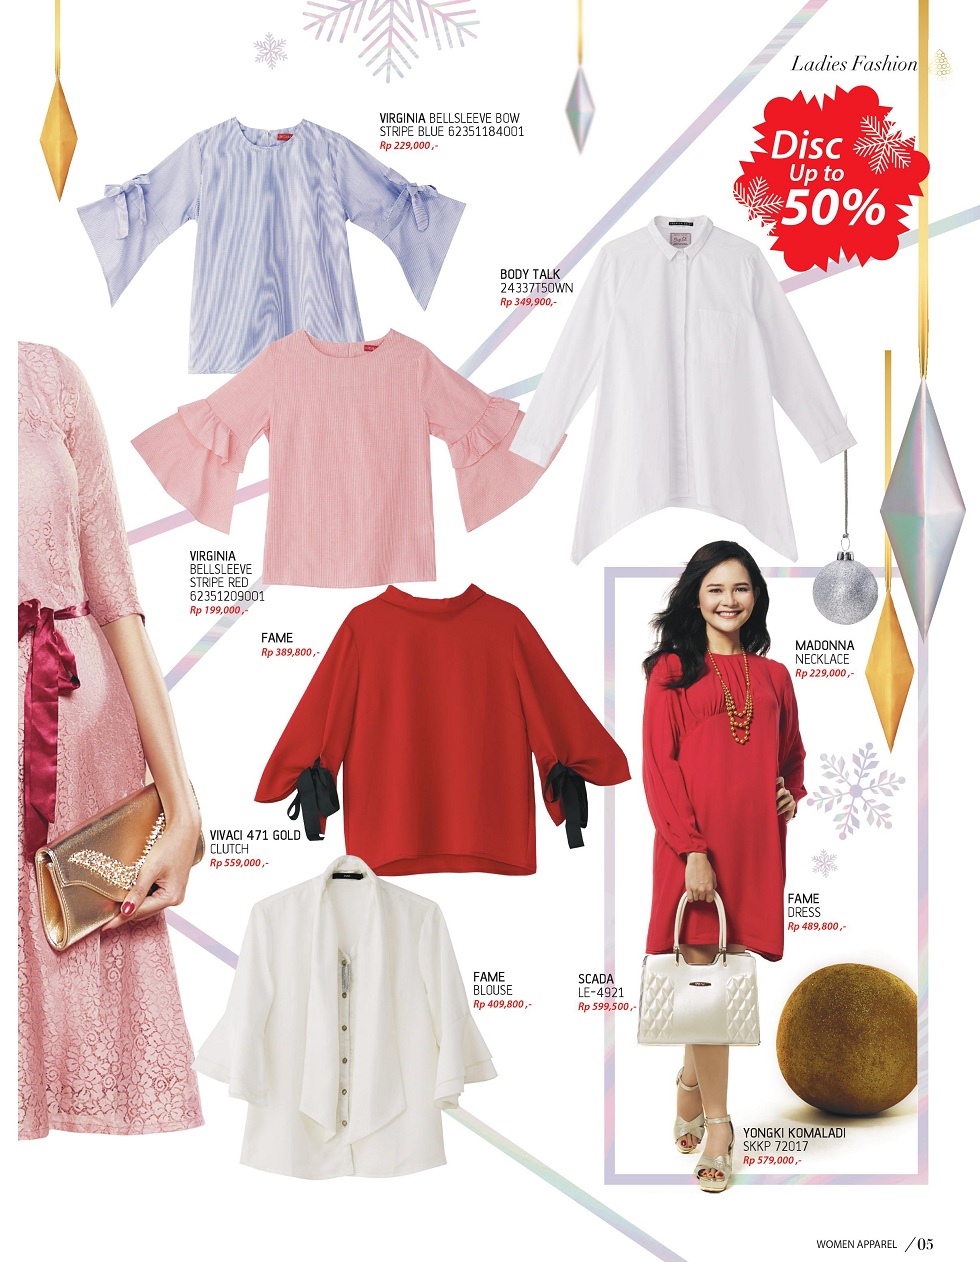 Ladies Fashion
Disc
Up to
50%
VIRGINIA BELLSLEEVE BOW
STRIPE BLUE 62351184001
Rp 229,000 ,-
BODY TALK
24337T50WN
Rp 349,900,-
VIRGINIA
BELLSLEEVE
STRIPE RED
62351209001
Rp 199,000 ,-
FAME
Rp 389,800 ,-
MADONNA
NECKLACE
Rp 229,000 ,-
VIVACI 471 GOLD
CLUTCH
Rp 559,000 ,-
FAME
DRESS
Rp 489,800 ,-
FAME
BLOUSE
Rp 409,800 ,-
SCADA
LE-4921
Rp 599,500 ,-
YONGKI KOMALADI
SKKP 72017
Rp 579,000 ,-
WOMEN APPAREL /05